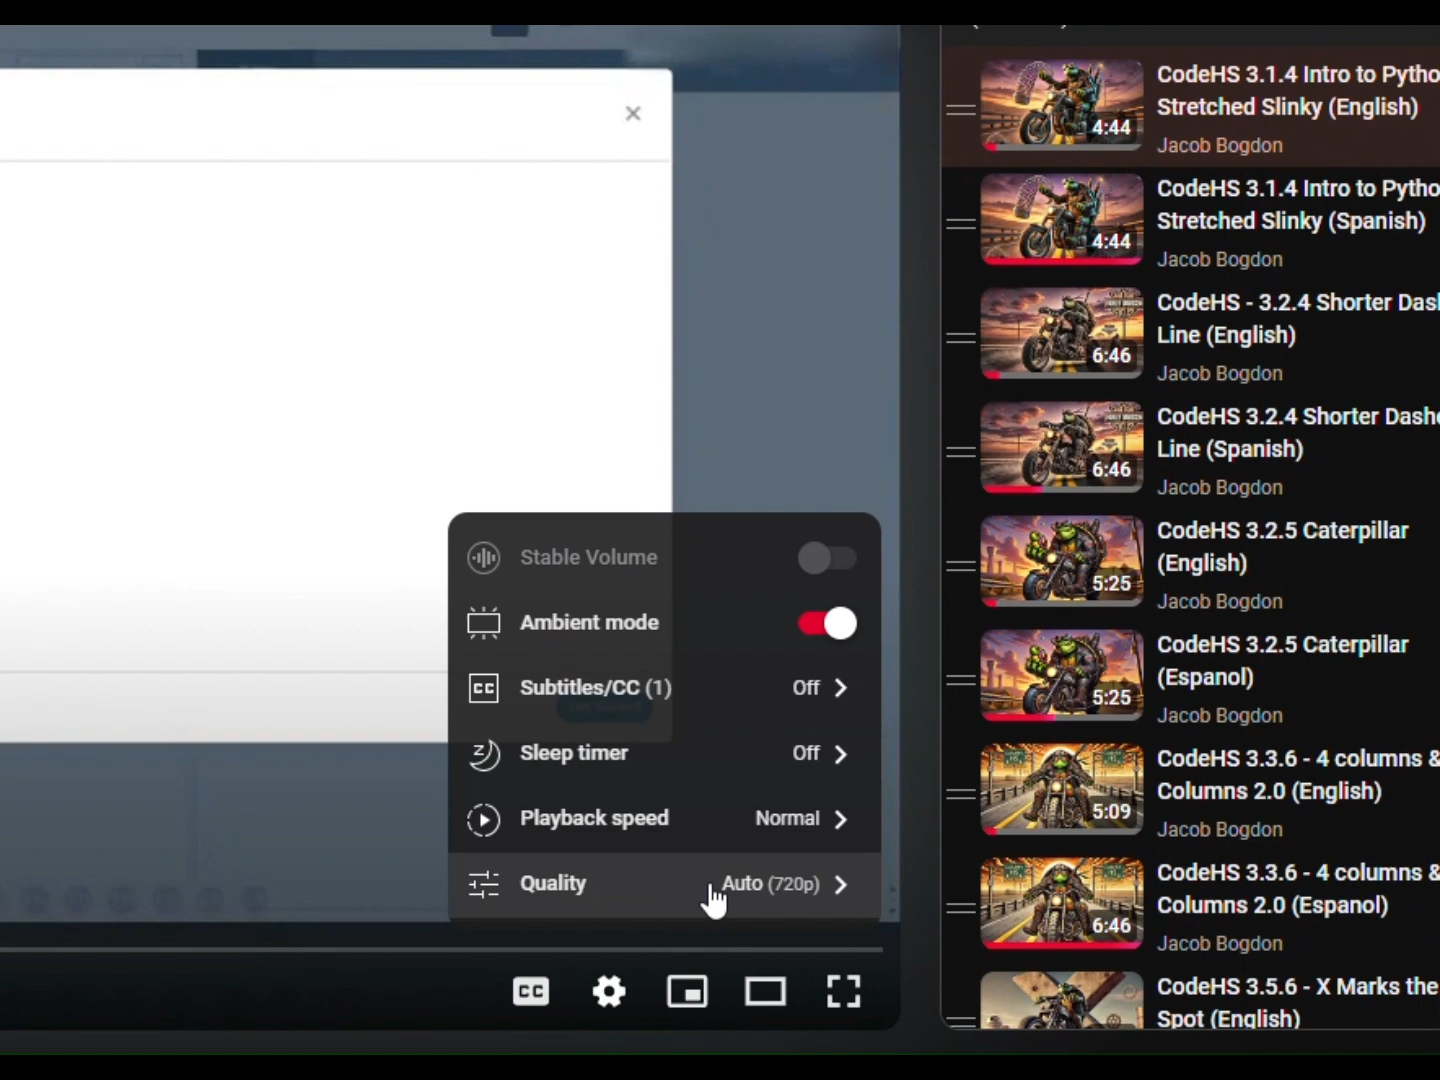 ×
Stable Volume
Ambient mode
CC Subtitles/CC (1) Off
Sleep timer Off
Playback speed Normal
Quality Auto (720p)
CC
4:44
CodeHS 3.1.4 Intro to Pytho
Stretched Slinky (English)
Jacob Bogdon
4:44
CodeHS 3.1.4 Intro to Pytho
Stretched Slinky (Spanish)
Jacob Bogdon
6:46
CodeHS - 3.2.4 Shorter Dash
Line (English)
Jacob Bogdon
6:46
CodeHS 3.2.4 Shorter Dashe
Line (Spanish)
Jacob Bogdon
5:25
CodeHS 3.2.5 Caterpillar
(English)
Jacob Bogdon
5:25
CodeHS 3.2.5 Caterpillar
(Espanol)
Jacob Bogdon
5:09
CodeHS 3.3.6 - 4 columns &
Columns 2.0 (English)
Jacob Bogdon
6:46
CodeHS 3.3.6 - 4 columns &
Columns 2.0 (Espanol)
Jacob Bogdon
CodeHS 3.5.6 - X Marks the
Spot (English)